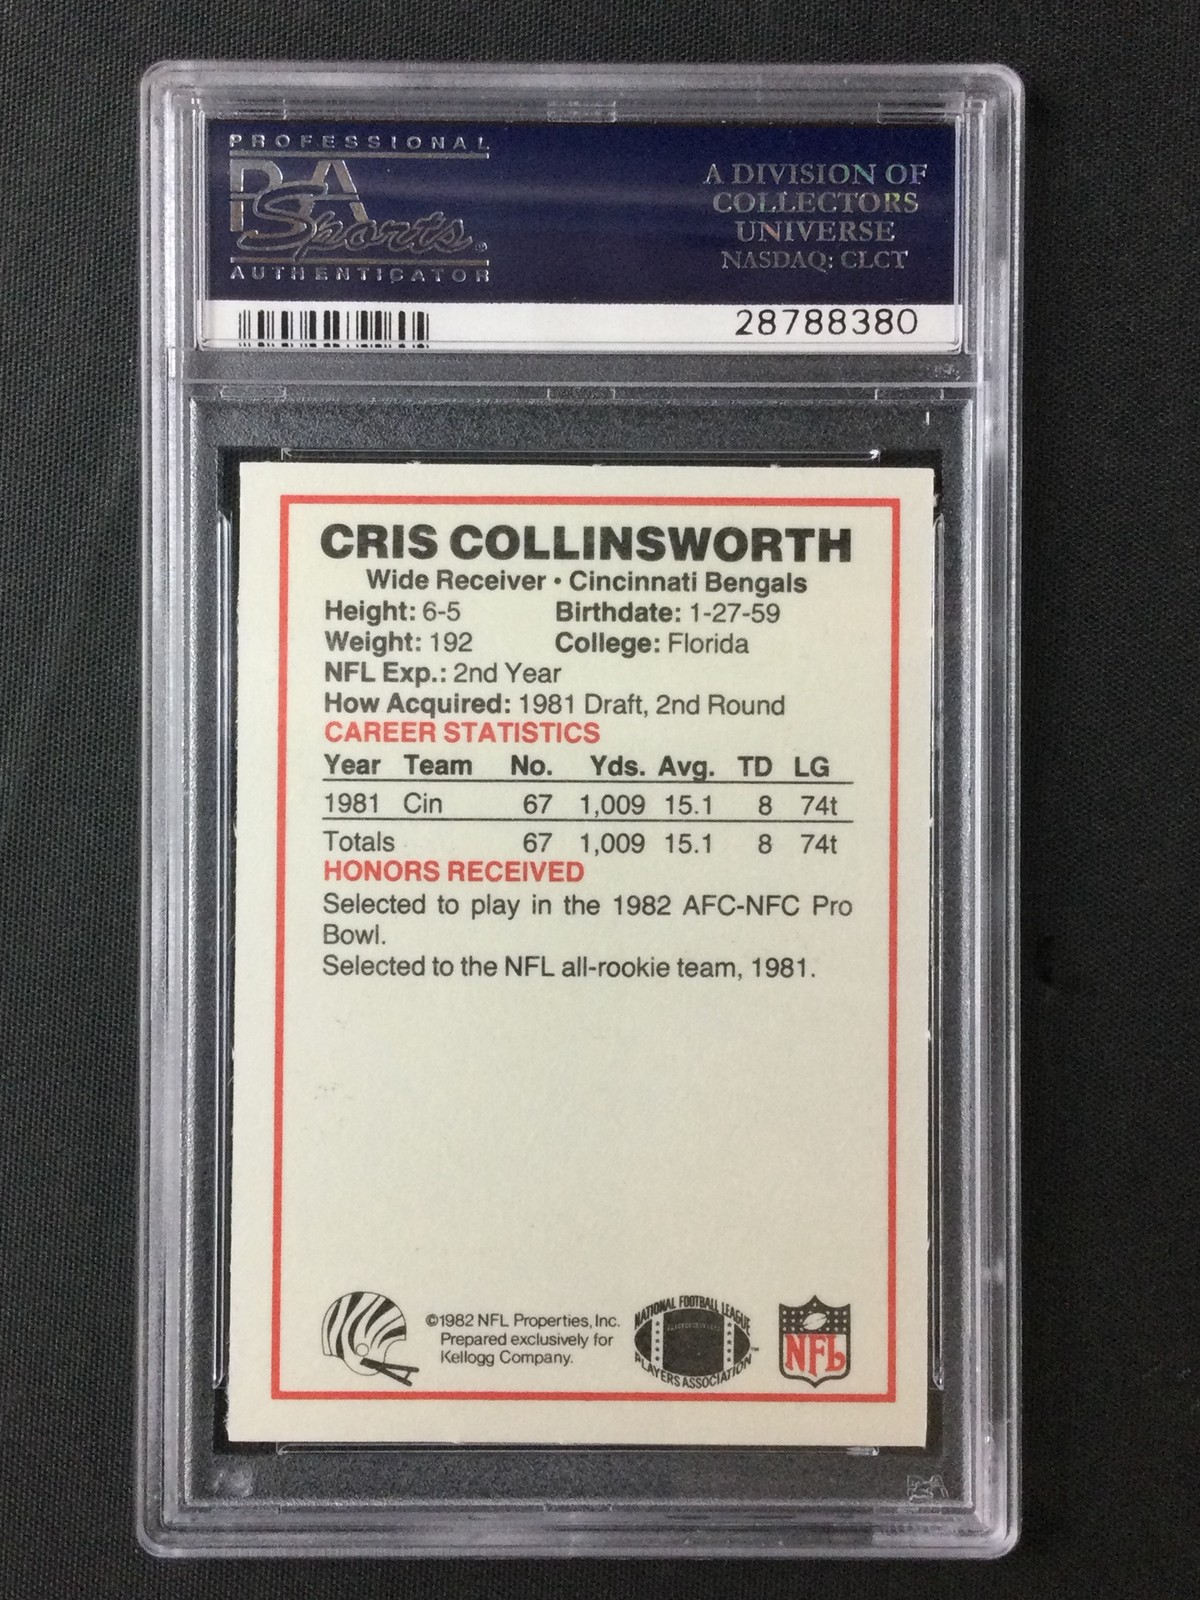 PROFESSIONAL
PSA
Sports
AUTHENTICATOR
A DIVISION OF
COLLECTORS
UNIVERSE
NASDAQ: CLCT
28788380
CRIS COLLINSWORTH
Wide Receiver • Cincinnati Bengals
Height: 6-5 Birthdate: 1-27-59
Weight: 192 College: Florida
NFL Exp.: 2nd Year
How Acquired: 1981 Draft, 2nd Round
CAREER STATISTICS
Year Team No. Yds. Avg. TD LG
1981 Cin 67 1,009 15.1 8 74t
Totals 67 1,009 15.1 8 74t
HONORS RECEIVED
Selected to play in the 1982 AFC-NFC Pro
Bowl.
Selected to the NFL all-rookie team, 1981.
©1982 NFL Properties, Inc.
Prepared exclusively for
Kellogg Company.
NATIONAL FOOTBALL LEAGUE
PLAYERS ASSOCIATION™
NFL
PSA